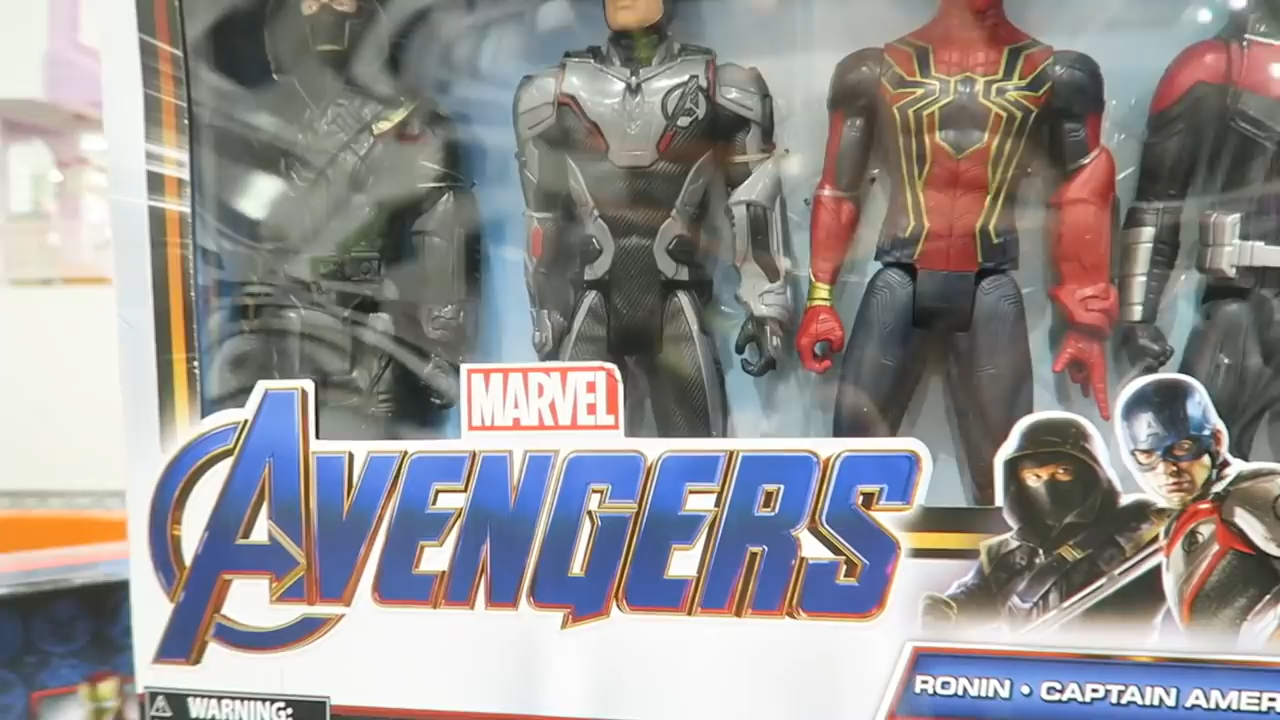 MARVEL
AVENGERS
RONIN • CAPTAIN AMER
WARNING: